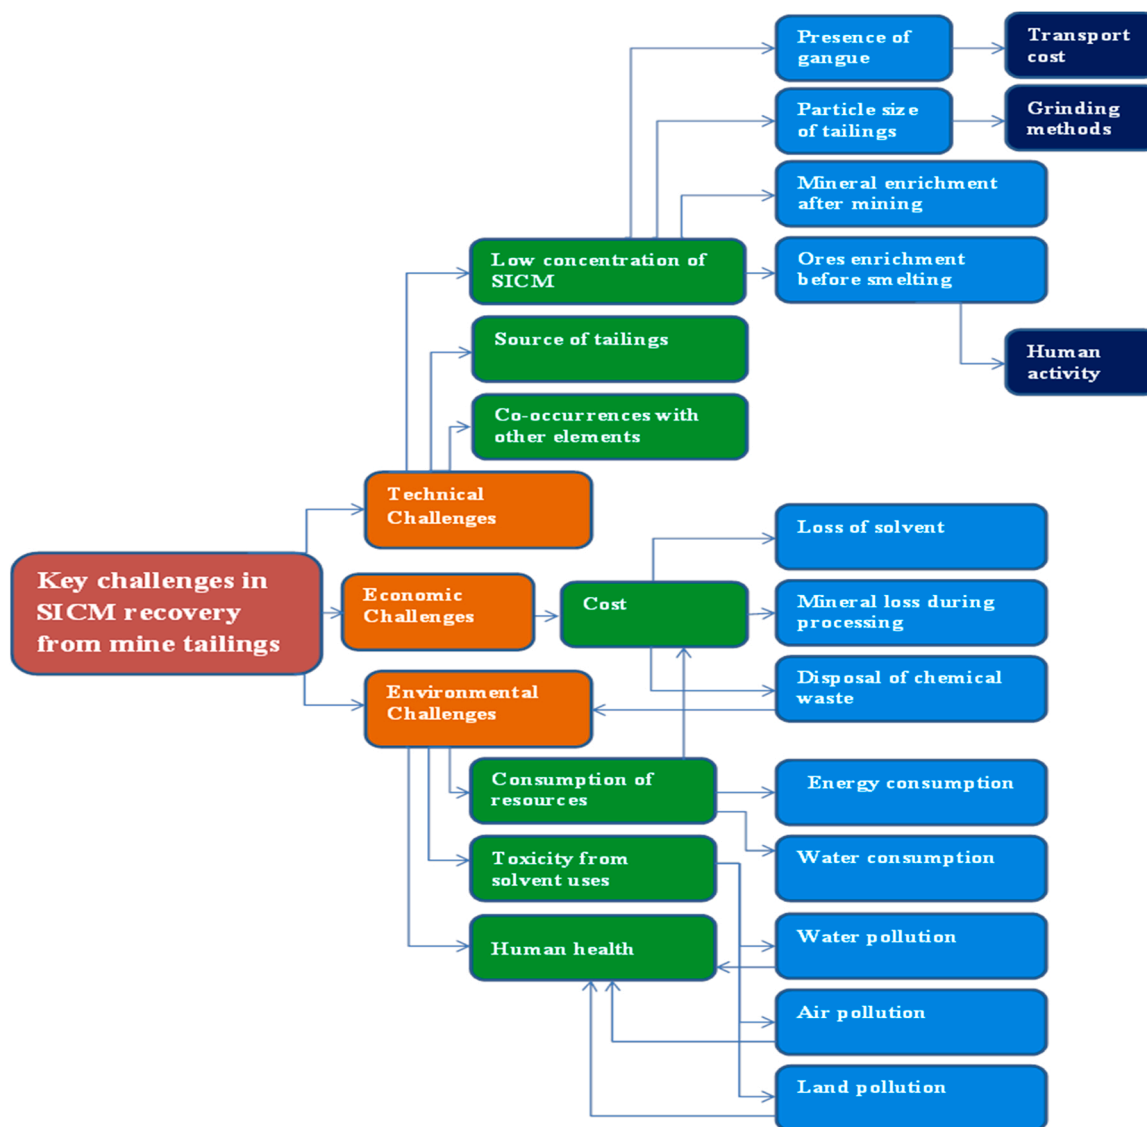 Presence of
gangue
Transport
cost
Particle size
of tailings
Grinding
methods
Mineral enrichment
after mining
Low concentration of
SICM
Ores enrichment
before smelting
Source of tailings
Human
activity
Co-occurrences with
other elements
Technical
Challenges
Key challenges in
SICM recovery
from mine tailings
Economic
Challenges
Cost
Loss of solvent
Mineral loss during
processing
Disposal of chemical
waste
Environmental
Challenges
Consumption of
resources
Energy consumption
Water consumption
Toxicity from
solvent uses
Human health
Water pollution
Air pollution
Land pollution